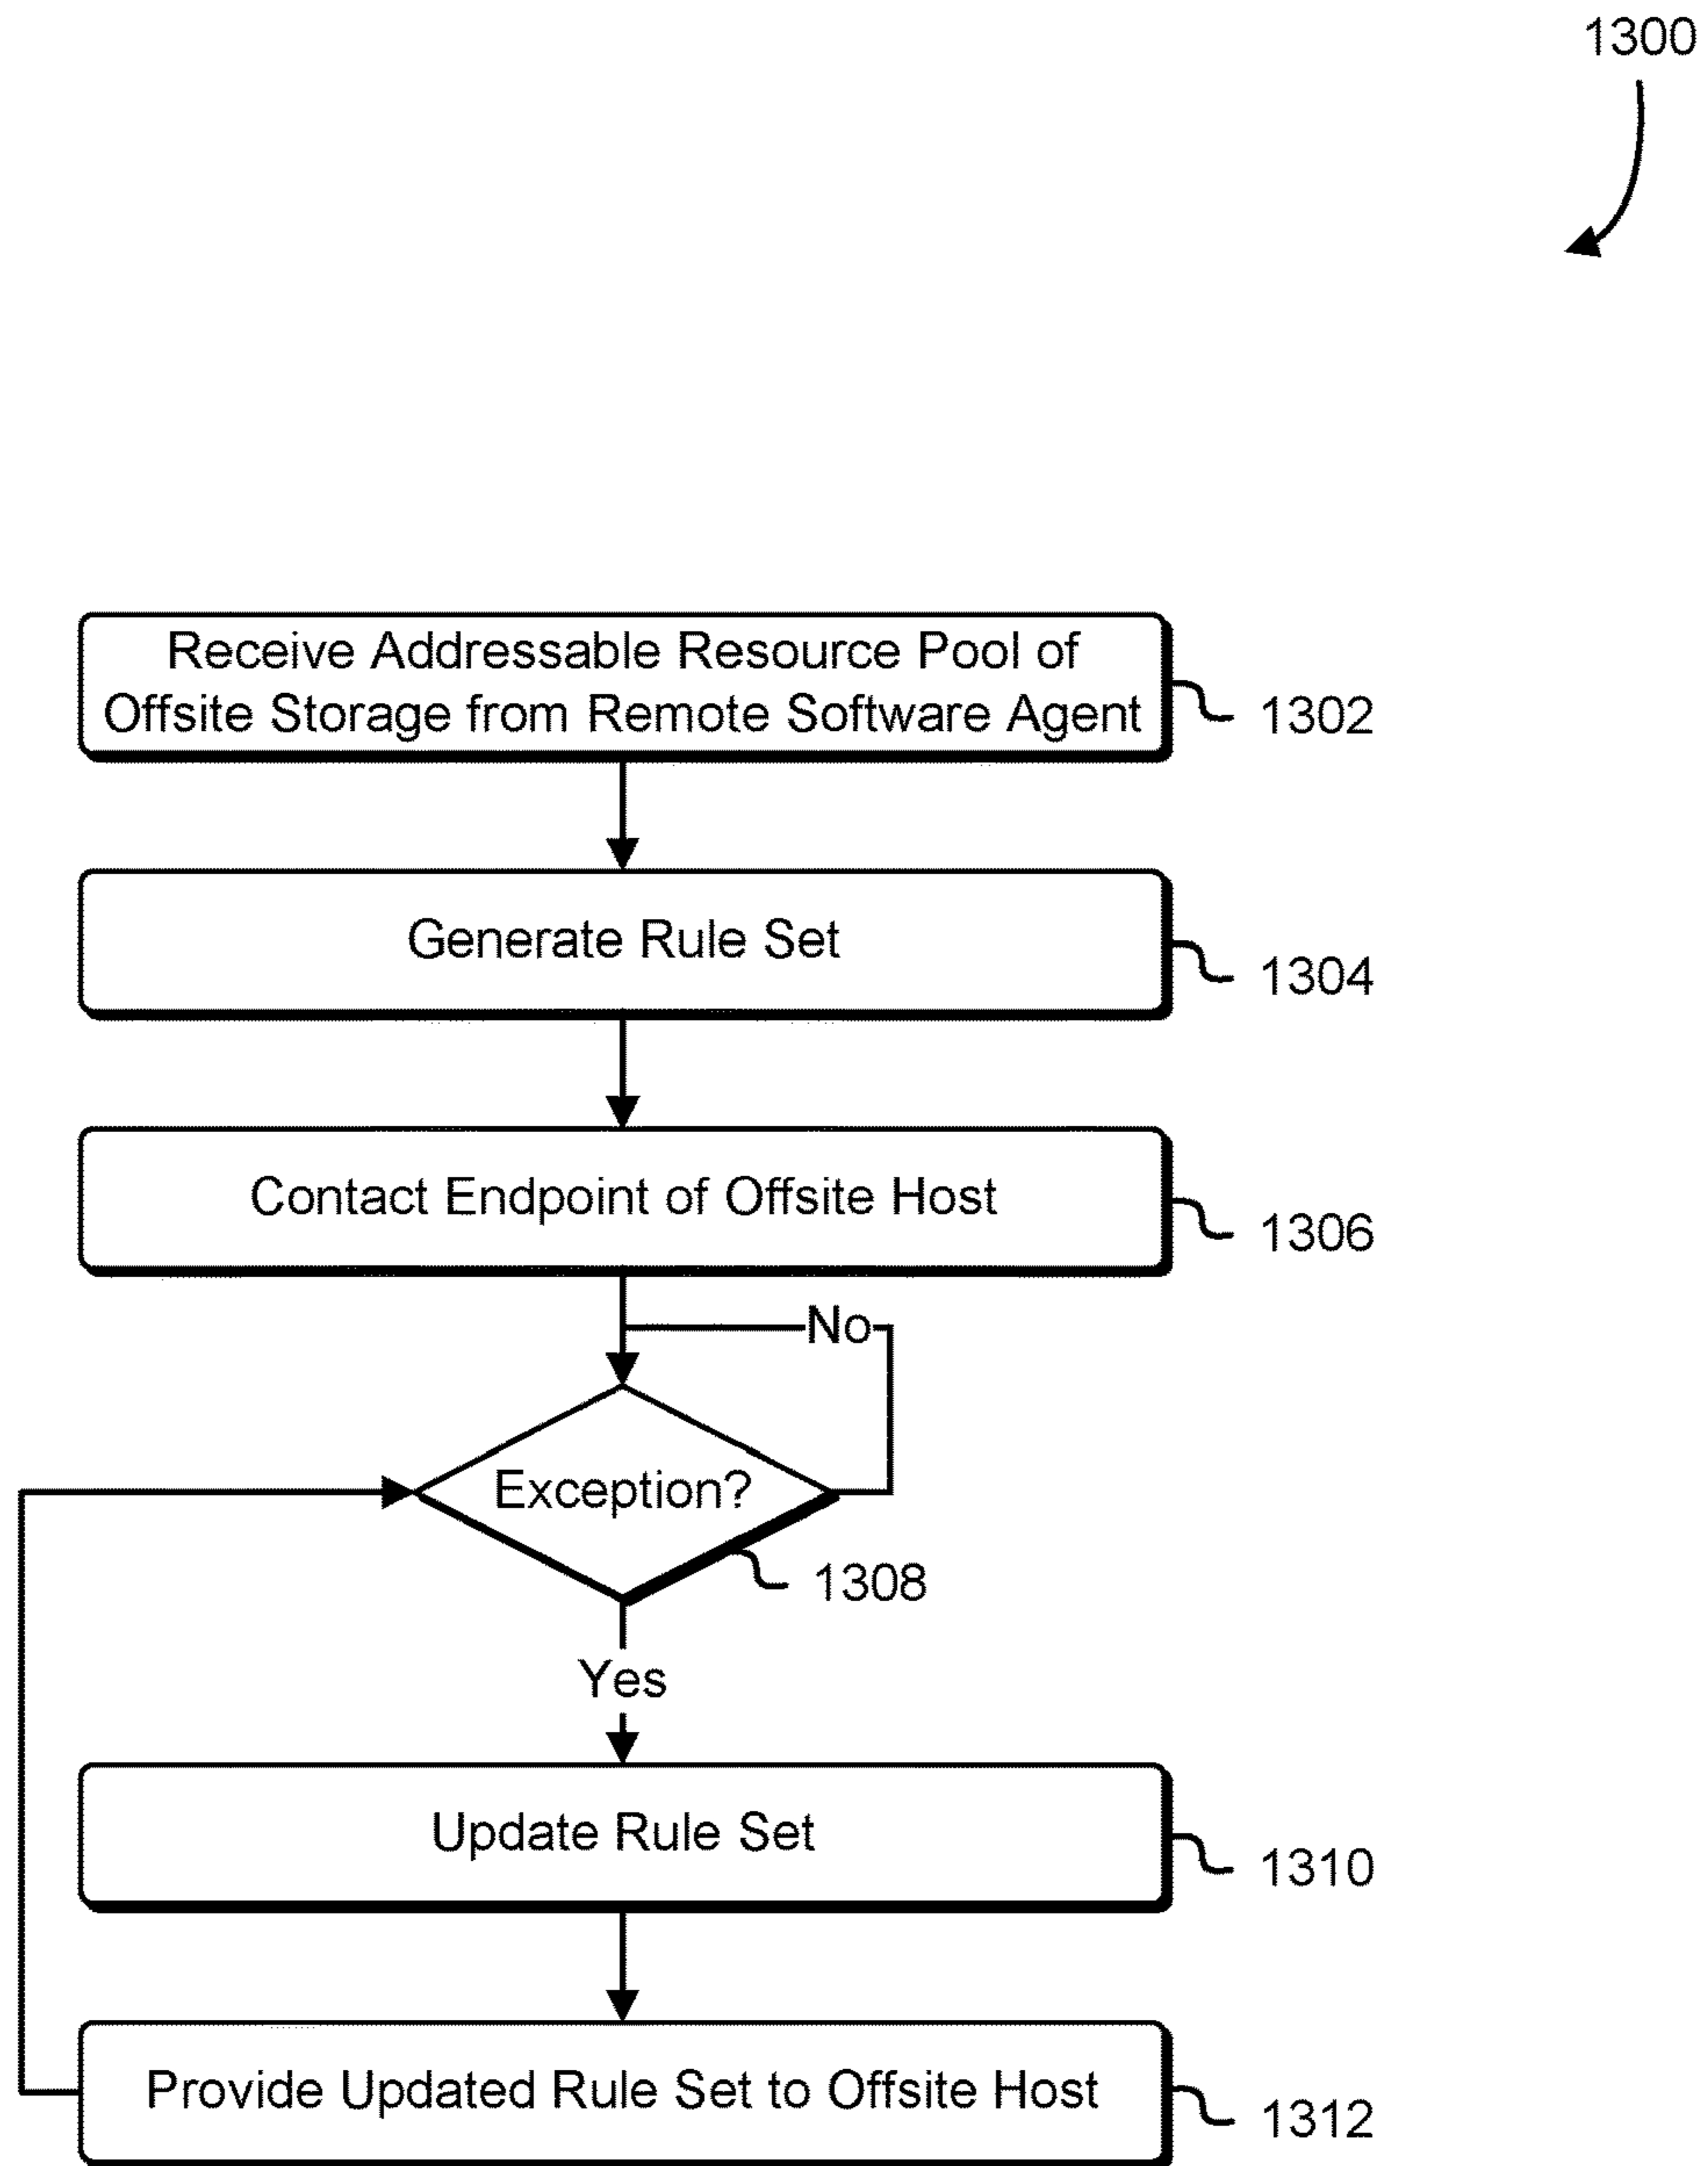 1300
Receive Addressable Resource Pool of
Offsite Storage from Remote Software Agent
1302
Generate Rule Set
1304
Contact Endpoint of Offsite Host
1306
No
Exception?
1308
Yes
Update Rule Set
1310
Provide Updated Rule Set to Offsite Host
1312